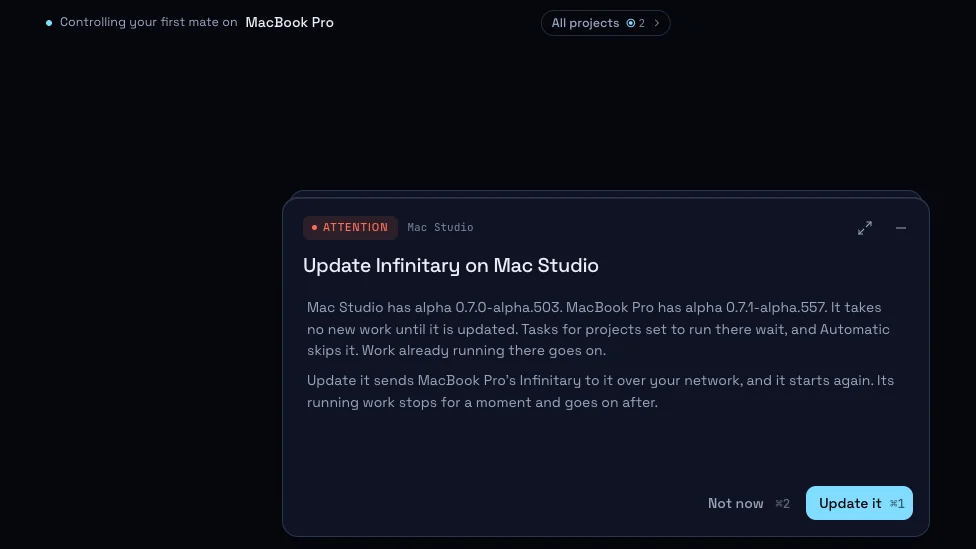 Controlling your first mate on MacBook Pro
All projects 2
ATTENTION Mac Studio
Update Infinitary on Mac Studio
Mac Studio has alpha 0.7.0-alpha.503. MacBook Pro has alpha 0.7.1-alpha.557. It takes
no new work until it is updated. Tasks for projects set to run there wait, and Automatic
skips it. Work already running there goes on.
Update it sends MacBook Pro's Infinitary to it over your network, and it starts again. Its
running work stops for a moment and goes on after.
Not now ⌘2 Update it ⌘1